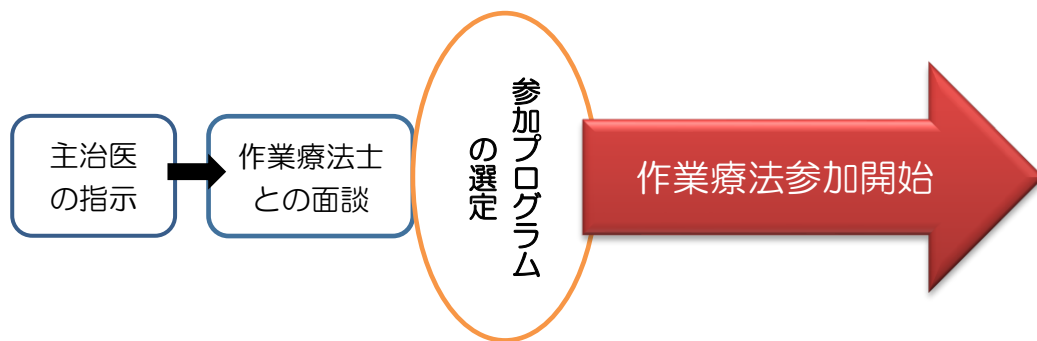 主治医
の指示
作業療法士
との面談
参加プログラム
の選定
作業療法参加開始